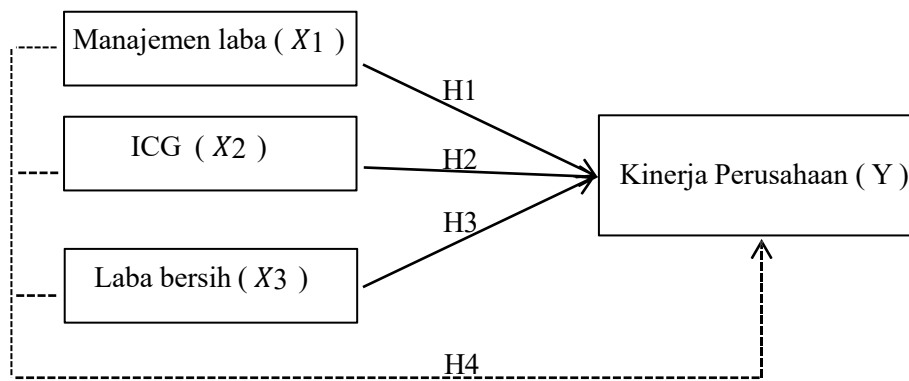 Manajemen laba ( X1 )
H1
ICG ( X2 )
H2
Kinerja Perusahaan ( Y )
H3
Laba bersih ( X3 )
H4